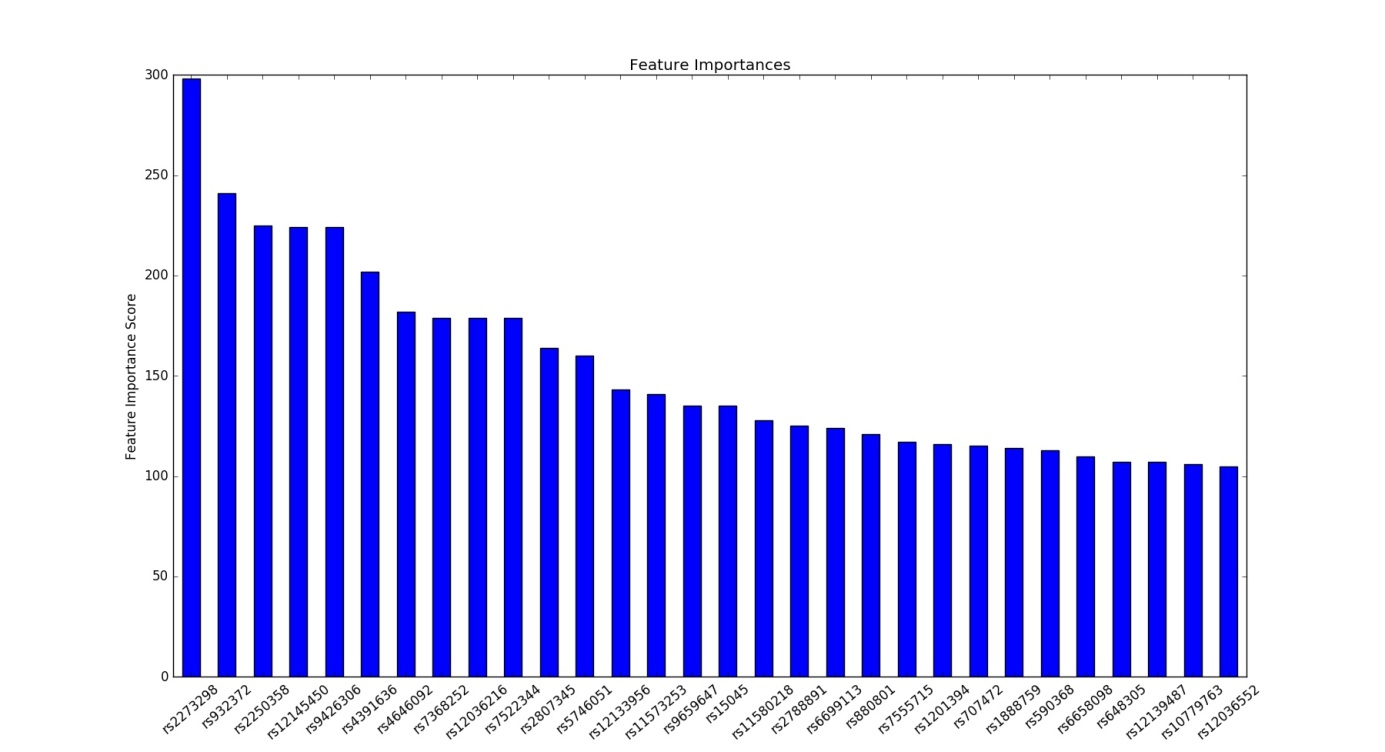 Feature Importances
300
250
200
150
100
50
0
Feature Importance Score
rs2273298
rs932372
rs2250358
rs12145450
rs9426306
rs4391636
rs4646092
rs7368252
rs12036216
rs7522344
rs2807345
rs5746051
rs12133956
rs11573253
rs9659647
rs15045
rs11580218
rs2788891
rs6699113
rs880801
rs7555715
rs1201394
rs707472
rs1888759
rs590368
rs6658098
rs648305
rs12139487
rs10779763
rs12036552